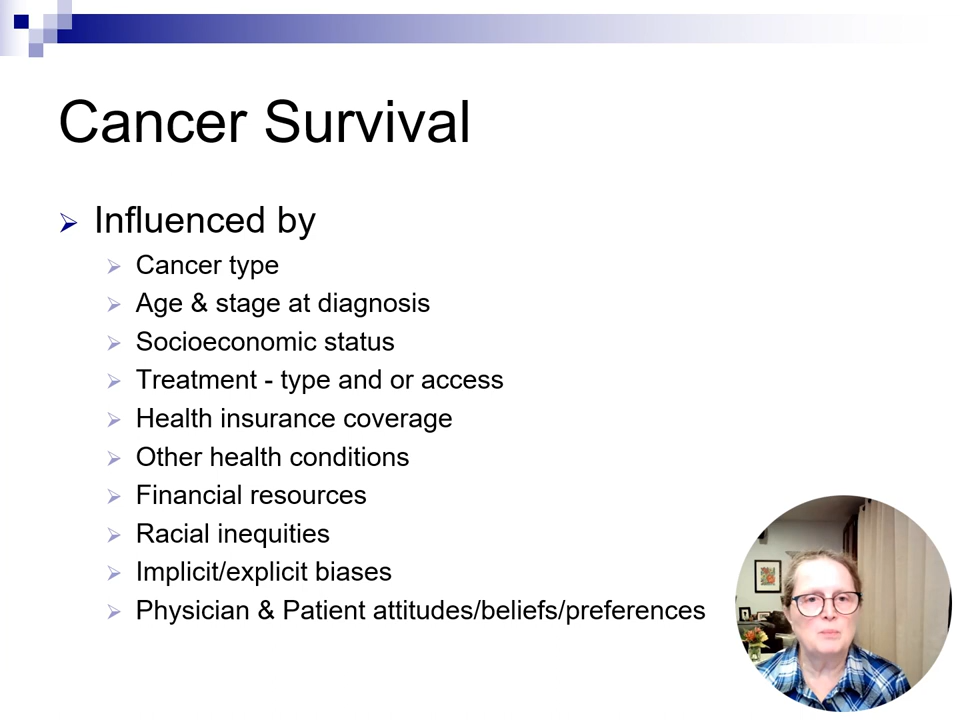 Cancer Survival
Influenced by
Cancer type
Age & stage at diagnosis
Socioeconomic status
Treatment - type and or access
Health insurance coverage
Other health conditions
Financial resources
Racial inequities
Implicit/explicit biases
Physician & Patient attitudes/beliefs/preferences